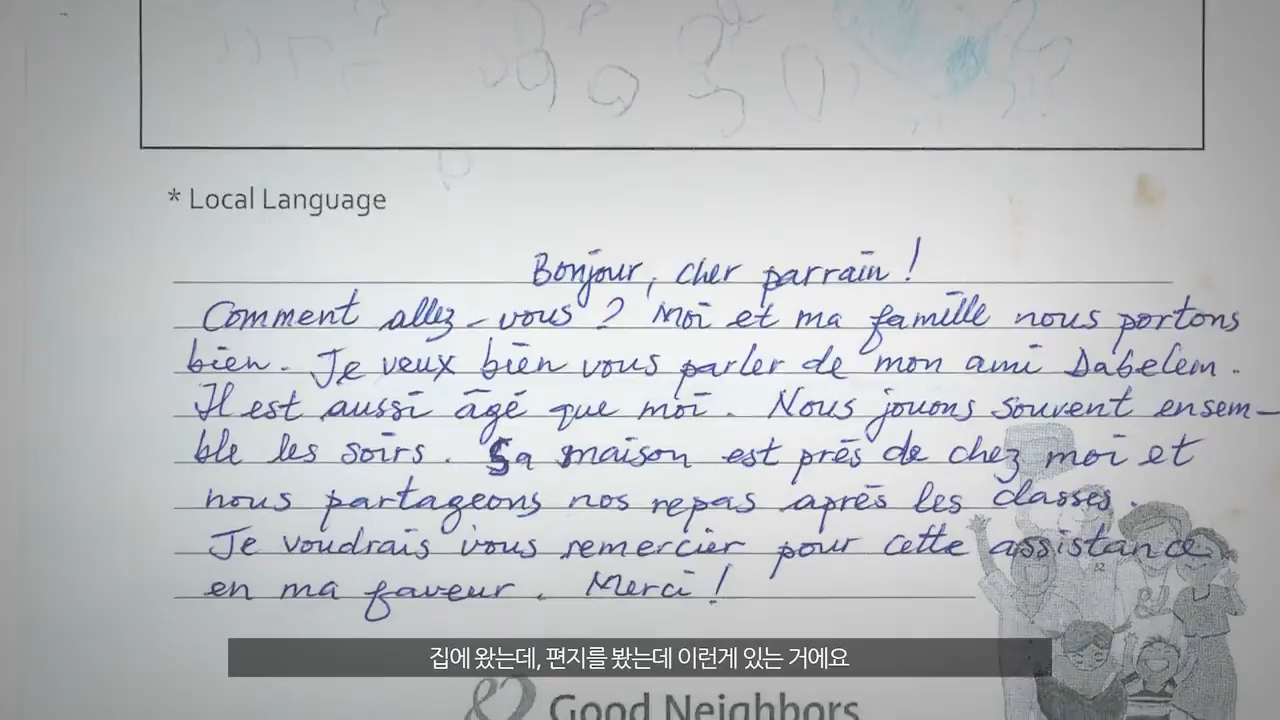 * Local Language
Bonjour, cher parrain !
Comment allez-vous ? Moi et ma famille nous portons
bien. Je veux bien vous parler de mon ami Dabelem.
Il est aussi âgé que moi. Nous jouons souvent ensem-
ble les soirs. Sa maison est près de chez moi et
nous partageons nos repas après les classes.
Je voudrais vous remercier pour cette assistance
en ma faveur. Merci !
집에 왔는데, 편지를 봤는데 이런게 있는 거에요
Good Neighbors